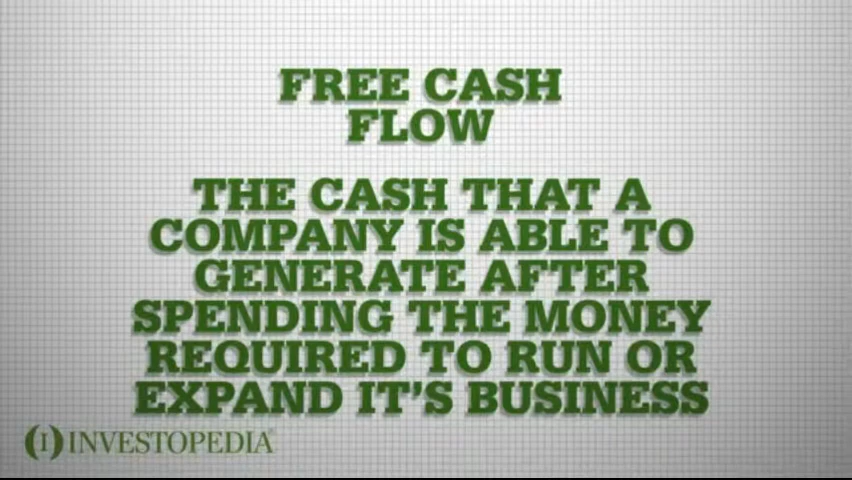 FREE CASH
FLOW
THE CASH THAT A
COMPANY IS ABLE TO
GENERATE AFTER
SPENDING THE MONEY
REQUIRED TO RUN OR
EXPAND IT'S BUSINESS
(I) INVESTOPEDIA®